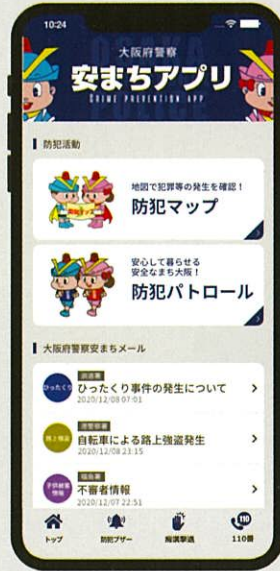 10:24
大阪府警察
安まちアプリ
CRIME PREVENTION APP
防犯活動
地図で犯罪等の発生を確認！
防犯マップ
安心して暮らせる
安全なまち大阪！
防犯パトロール
大阪府警察安まちメール
ひったくり
ひったくり事件の発生について
2020/12/08 07:01
路上強盗
自転車による路上強盗発生
2020/12/08 23:15
子供被害
情報
不審者情報
2020/12/07 22:51
トップ
防犯ブザー
痴漢撃退
110
110番